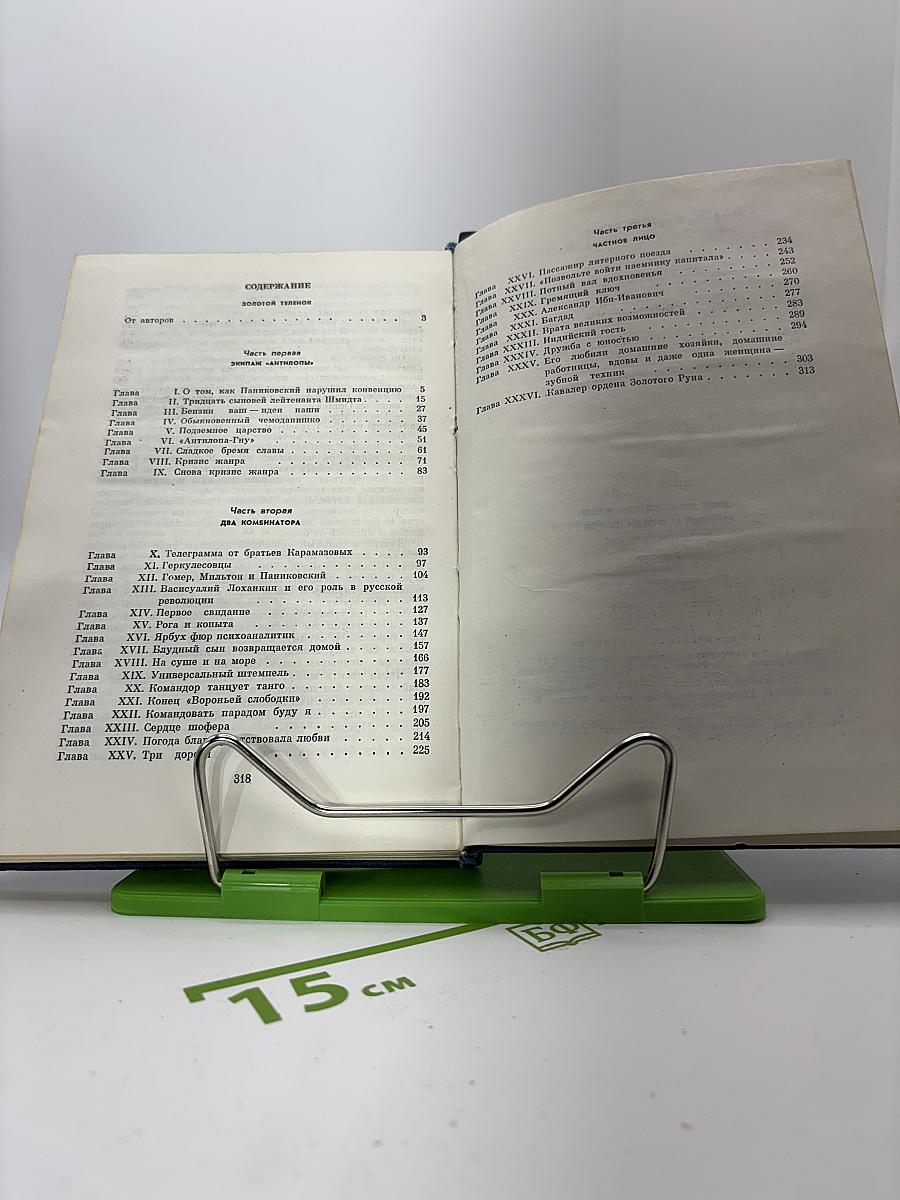 СОДЕРЖАНИЕ
ЗОЛОТОЙ ТЕЛЕНОК
От авторов . . . . . . . . . . . . . . . . . . 3
Часть первая
ЭКИПАЖ «АНТИЛОПЫ»
Глава I. О том, как Паниковский нарушил конвенцию 5
Глава II. Тридцать сыновей лейтенанта Шмидта . . . 15
Глава III. Бензин ваш — идеи наши . . . 27
Глава IV. Обыкновенный чемоданишко . . . 37
Глава V. Подземное царство . . . 45
Глава VI. «Антилопа-Гну» . . . 51
Глава VII. Сладкое бремя славы . . . 61
Глава VIII. Кризис жанра . . . 71
Глава IX. Снова кризис жанра . . . 83
Часть вторая
ДВА КОМБИНАТОРА
Глава X. Телеграмма от братьев Карамазовых . . . 93
Глава XI. Геркулесовцы . . . 97
Глава XII. Гомер, Мильтон и Паниковский . . . 104
Глава XIII. Васисуалий Лоханкин и его роль в русской
революции . . . 113
Глава XIV. Первое свидание . . . 127
Глава XV. Рога и копыта . . . 137
Глава XVI. Ярбух фюр психоаналитик . . . 147
Глава XVII. Блудный сын возвращается домой . . . 157
Глава XVIII. На суше и на море . . . 166
Глава XIX. Универсальный штемпель . . . 177
Глава XX. Командор танцует танго . . . 183
Глава XXI. Конец «Вороньей слободки» . . . 192
Глава XXII. Командовать парадом буду я . . . 197
Глава XXIII. Сердце шофера . . . 205
Глава XXIV. Погода благоприятствовала любви 214
Глава XXV. Три дороги . . . 225
318
Часть третья
ЧАСТНОЕ ЛИЦО
Глава XXVI. Пассажир литерного поезда . . . 234
Глава XXVII. «Позвольте войти наемнику капитала» . . . 243
Глава XXVIII. Потный вал вдохновенья . . . 252
Глава XXIX. Гремящий ключ . . . 260
Глава XXX. Александр Ибн-Иванович . . . 270
Глава XXXI. Багдад . . . 277
Глава XXXII. Врата великих возможностей . . . 283
Глава XXXIII. Индийский гость . . . 289
Глава XXXIV. Дружба с юностью . . . 294
Глава XXXV. Его любили домашние хозяйки, домашние
работницы, вдовы и даже одна женщина —
зубной техник . . . 303
Глава XXXVI. Кавалер ордена Золотого Руна . . . 313
БФ
15 см